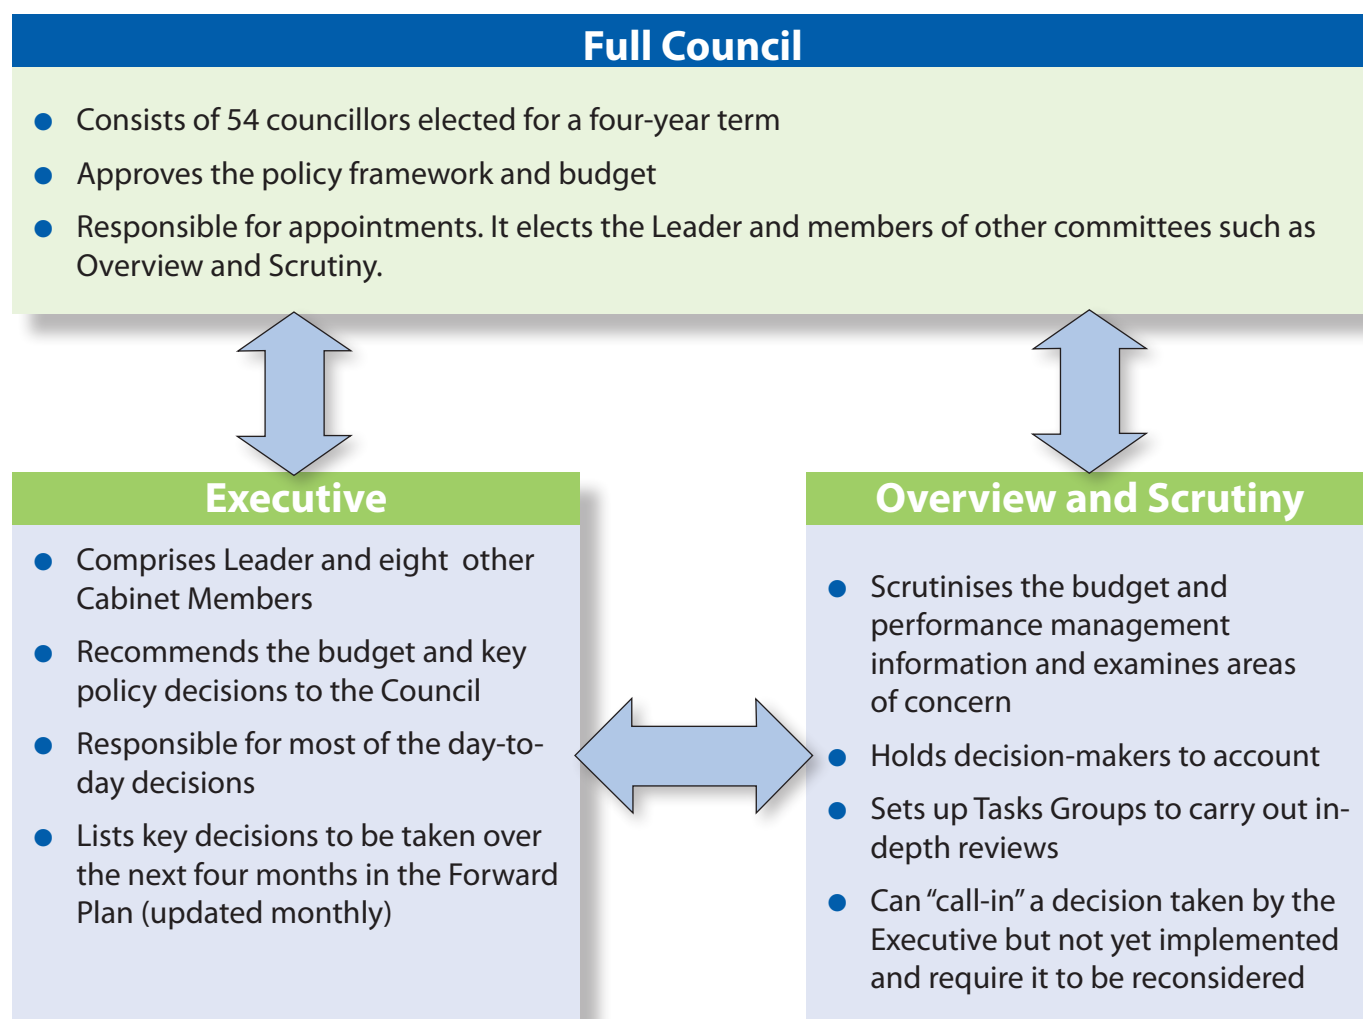 Full Council
● Consists of 54 councillors elected for a four-year term
● Approves the policy framework and budget
● Responsible for appointments. It elects the Leader and members of other committees such as
Overview and Scrutiny.
Executive
● Comprises Leader and eight  other
Cabinet Members
● Recommends the budget and key
policy decisions to the Council
● Responsible for most of the day-to-
day decisions
● Lists key decisions to be taken over
the next four months in the Forward
Plan (updated monthly)
Overview and Scrutiny
● Scrutinises the budget and
performance management
information and examines areas
of concern
● Holds decision-makers to account
● Sets up Tasks Groups to carry out in-
depth reviews
● Can “call-in” a decision taken by the
Executive but not yet implemented
and require it to be reconsidered